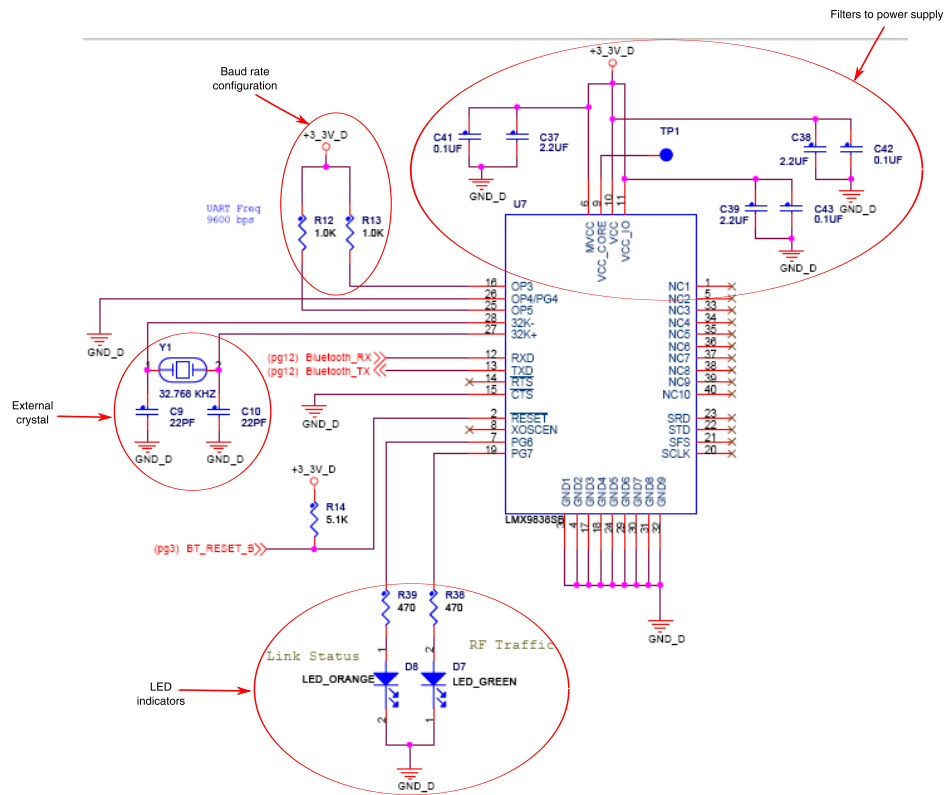 Filters to power supply
+3_3V_D
Baud rate
configuration
+3_3V_D
C41
0.1UF
C37
2.2UF
TP1
C38
2.2UF
C42
0.1UF
GND_D
GND_D
UART Freq
9600 bps
R12
1.0K
R13
1.0K
U7
6
9
10
11
MVCC
VCC_CORE
VCC
VCC_IO
C39
2.2UF
C43
0.1UF
GND_D
16 OP3
26 OP4/PG4
25 OP5
28 32K-
27 32K+
12 RXD
13 TXD
14 RTS
15 CTS
2 RESET
8 XOSCEN
7 PG6
19 PG7
NC1 1
NC2 5
NC3 33
NC4 34
NC5 35
NC6 36
NC7 37
NC8 38
NC9 39
NC10 40
SRD 23
STD 22
SFS 21
SCLK 20
GND_D
Y1
1 2
32.768 KHZ
(pg12) Bluetooth_RX
(pg12) Bluetooth_TX
External
crystal
C9
22PF
C10
22PF
GND_D
GND_D
GND_D
+3_3V_D
R14
5.1K
(pg3) BT_RESET_B
GND1
GND2
GND3
GND4
GND5
GND6
GND7
GND8
GND9
LMX9838SB
4
17
18
24
29
30
31
32
GND_D
R39
470
R38
470
Link Status
RF Traffic
1
2
D8
LED_ORANGE
D7
LED_GREEN
2
1
LED
indicators
GND_D